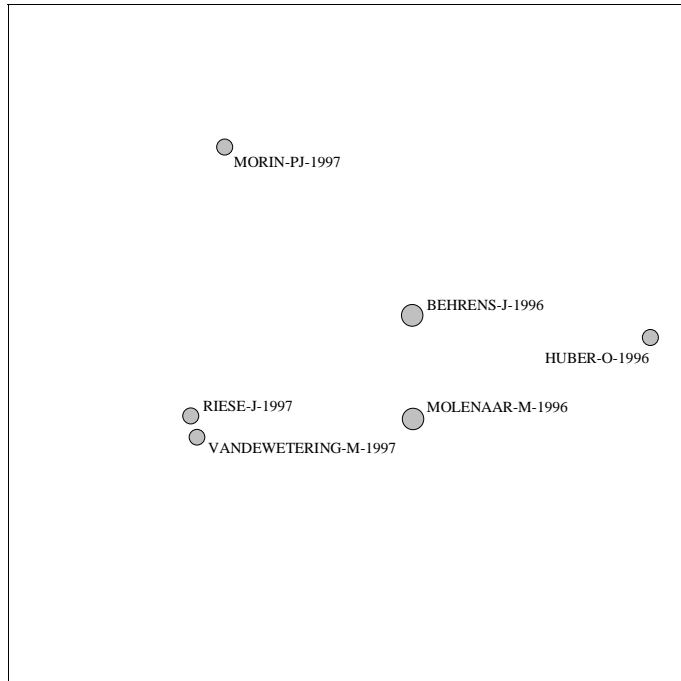 MORIN-PJ-1997
BEHRENS-J-1996
HUBER-O-1996
RIESE-J-1997
MOLENAAR-M-1996
VANDEWETERING-M-1997